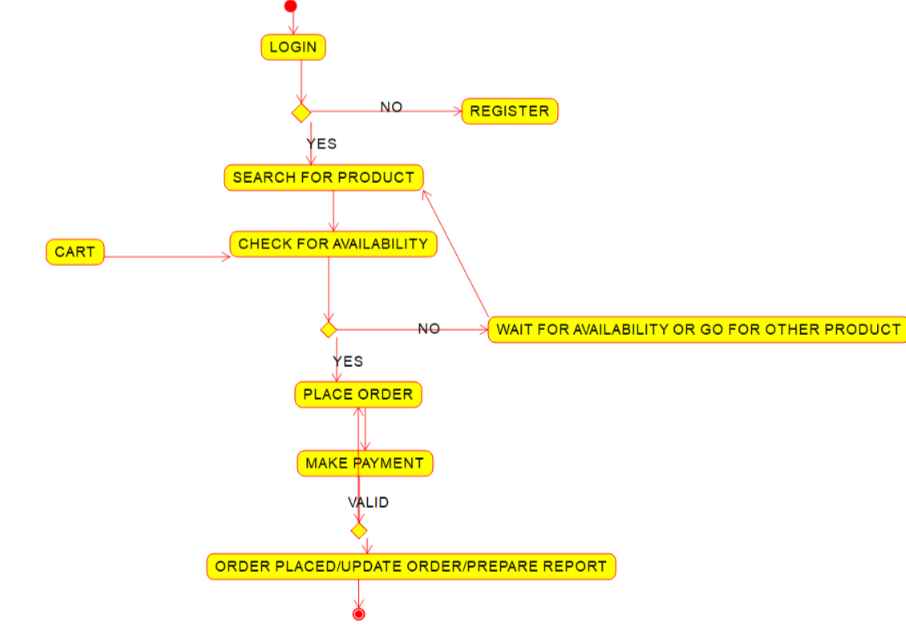 LOGIN
NO
REGISTER
YES
SEARCH FOR PRODUCT
CHECK FOR AVAILABILITY
CART
NO
WAIT FOR AVAILABILITY OR GO FOR OTHER PRODUCT
YES
PLACE ORDER
MAKE PAYMENT
VALID
ORDER PLACED/UPDATE ORDER/PREPARE REPORT